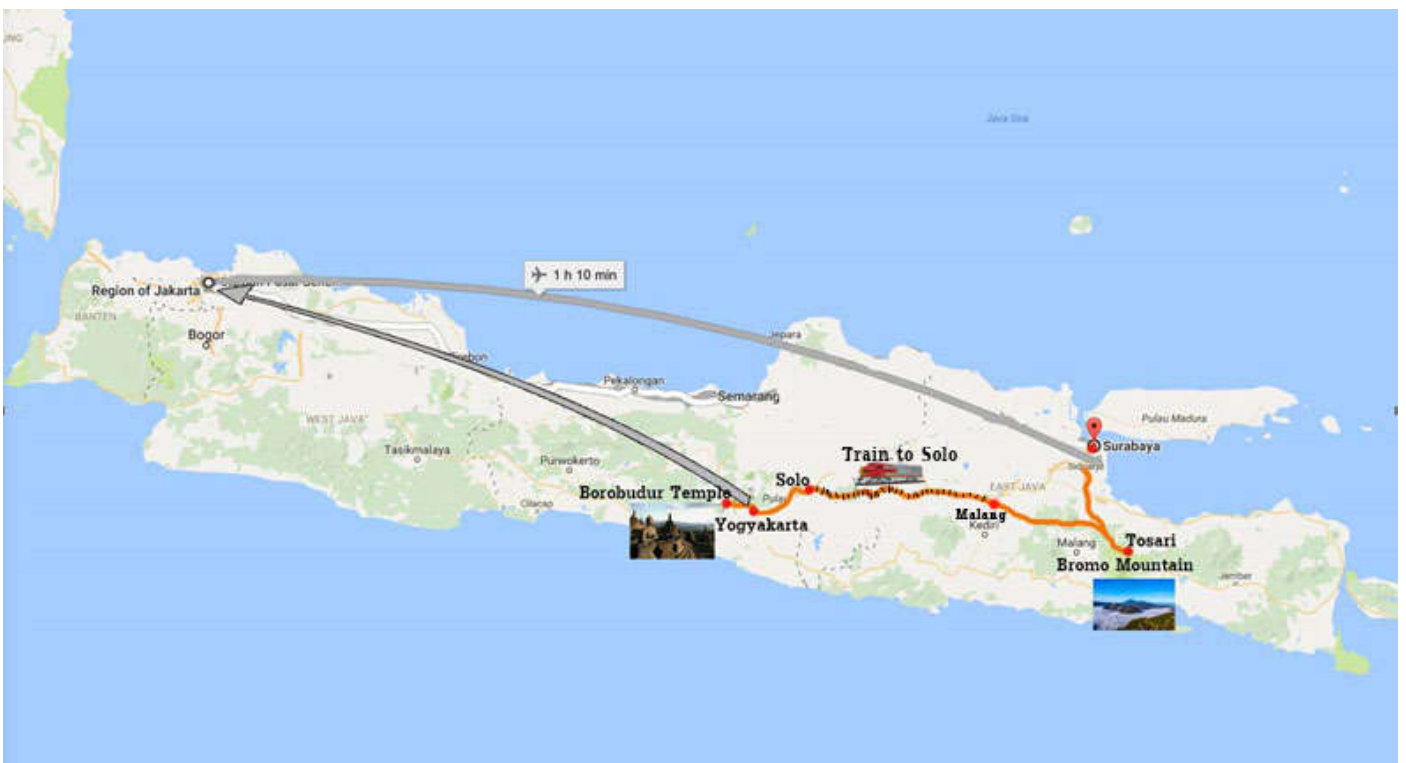 Java Sea
1 h 10 min
Region of Jakarta
BANTEN
Bogor
Jepara
Pekalongan
Semarang
Pulau Madura
Surabaya
WEST JAVA
Tasikmalaya
Purwokerto
Cilacap
Train to Solo
Solo
EAST JAVA
Borobudur Temple
Yogyakarta
Malang
Kediri
Malang
Tosari
Bromo Mountain
Jember